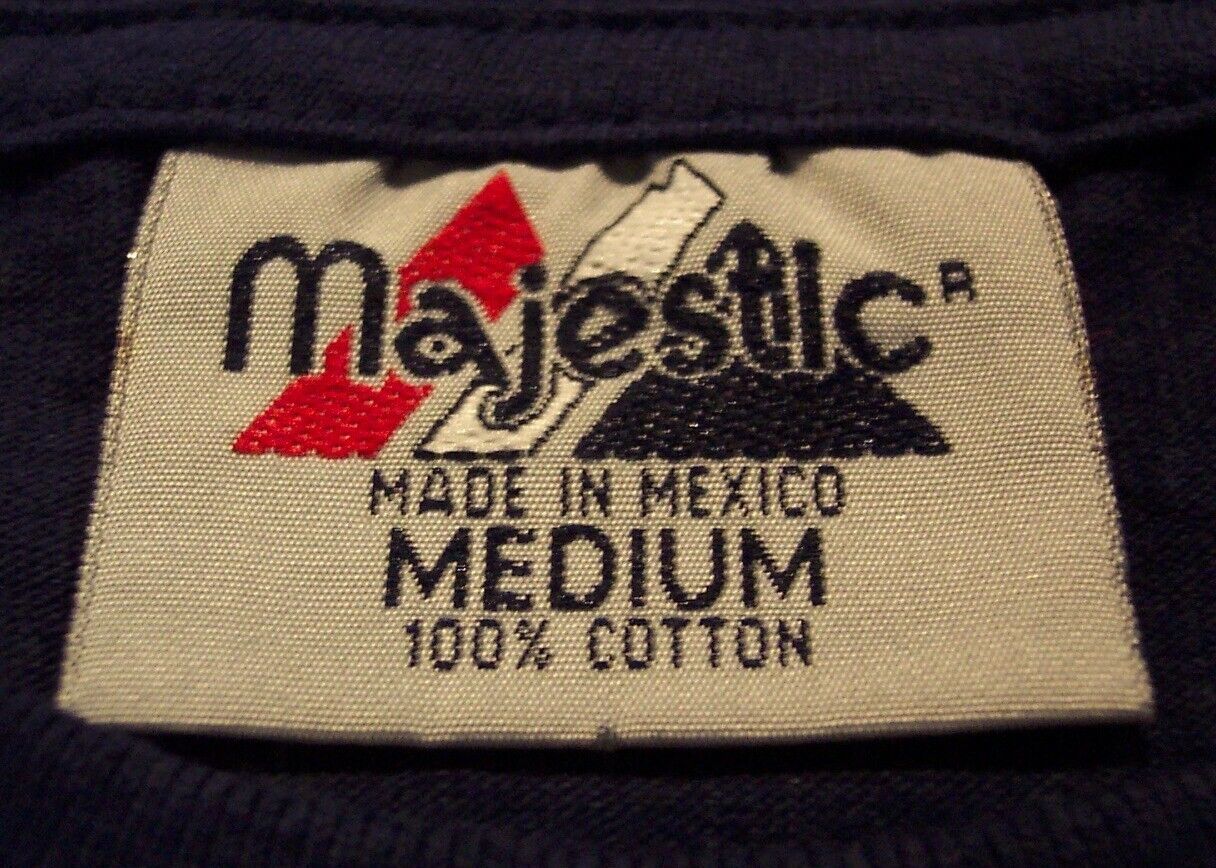 majestic R
MADE IN MEXICO
MEDIUM
100% COTTON